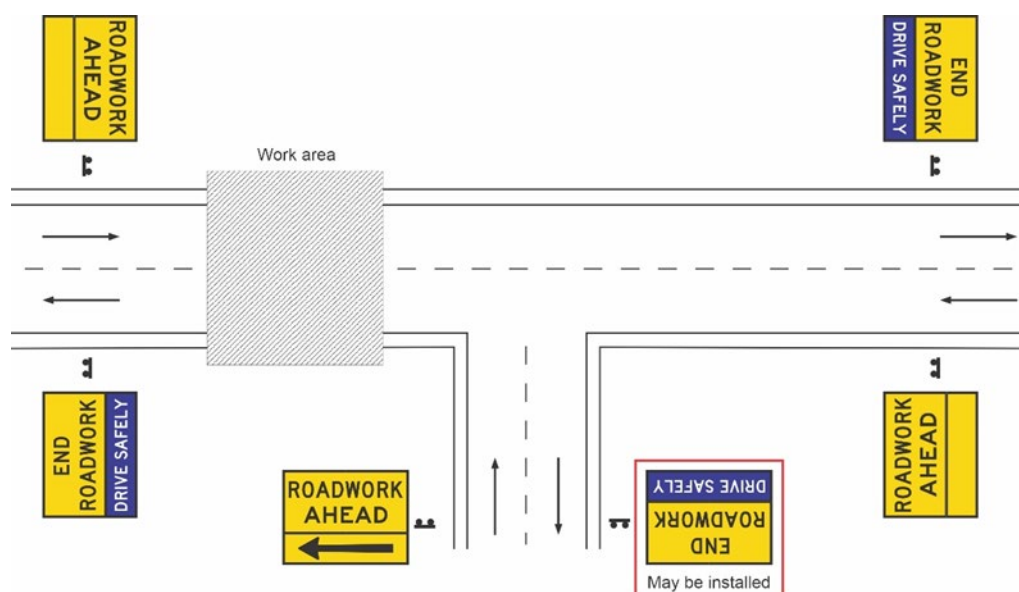 ROADWORK
AHEAD
END
ROADWORK
DRIVE SAFELY
Work area
END
ROADWORK
DRIVE SAFELY
ROADWORK
AHEAD
ROADWORK
AHEAD
END
ROADWORK
DRIVE SAFELY
May be installed